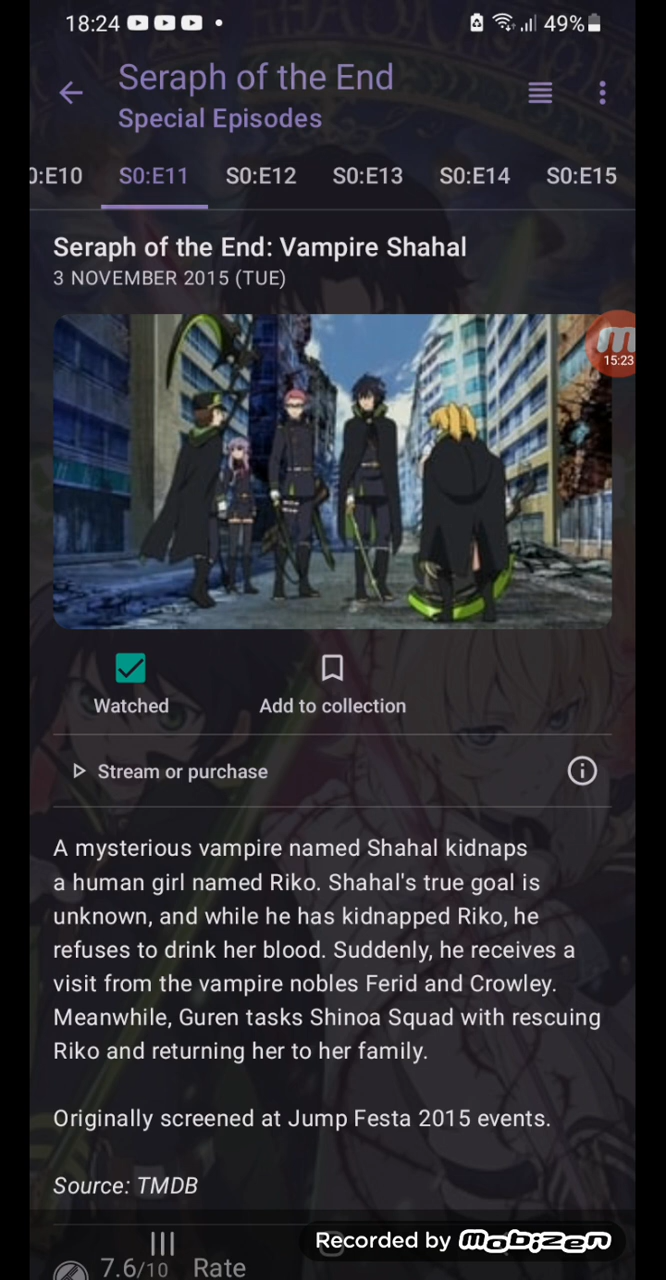 18:24 49%
Seraph of the End
Special Episodes
0:E10 S0:E11 S0:E12 S0:E13 S0:E14 S0:E15
Seraph of the End: Vampire Shahal
3 NOVEMBER 2015 (TUE)
m
15:23
Watched Add to collection
Stream or purchase
A mysterious vampire named Shahal kidnaps
a human girl named Riko. Shahal's true goal is
unknown, and while he has kidnapped Riko, he
refuses to drink her blood. Suddenly, he receives a
visit from the vampire nobles Ferid and Crowley.
Meanwhile, Guren tasks Shinoa Squad with rescuing
Riko and returning her to her family.
Originally screened at Jump Festa 2015 events.
Source: TMDB
Recorded by mobizen
7.6/10 Rate